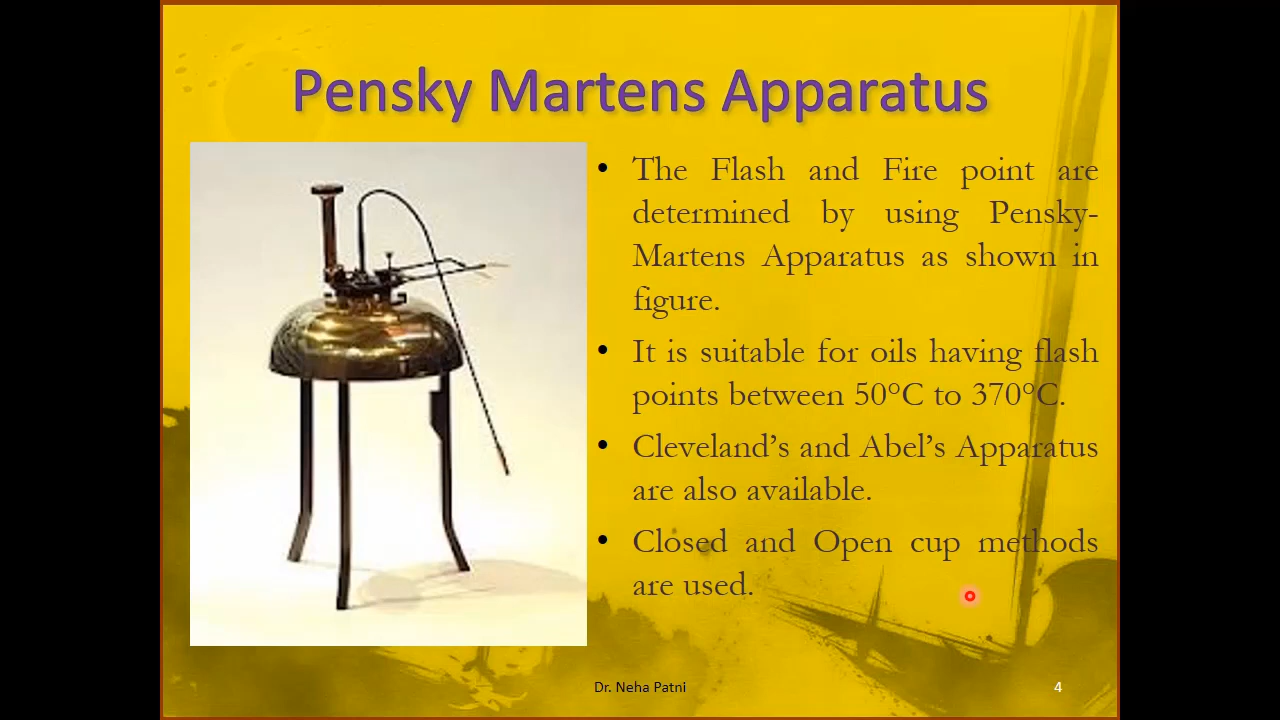 Pensky Martens Apparatus
• The Flash and Fire point are
determined by using Pensky-
Martens Apparatus as shown in
figure.
• It is suitable for oils having flash
points between 50°C to 370°C.
• Cleveland’s and Abel’s Apparatus
are also available.
• Closed and Open cup methods
are used.
Dr. Neha Patni
4